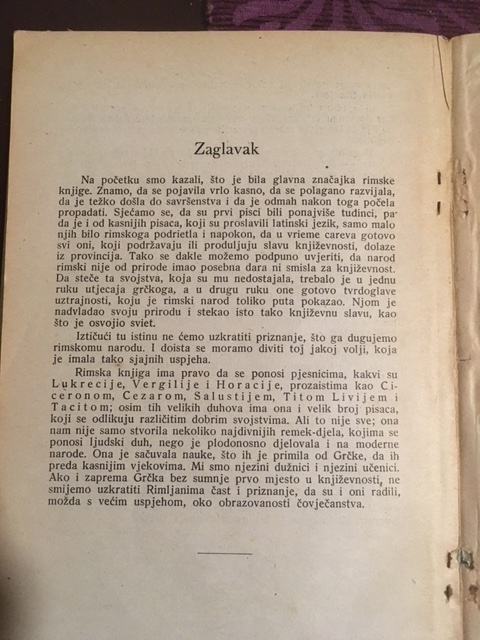 Zaglavak
Na početku smo kazali, što je bila glavna značajka rimske
knjige. Znamo, da se pojavila vrlo kasno, da se polagano razvijala,
da je težko došla do savršenstva i da je odmah nakon toga počela
propadati. Sjećamo se, da su prvi pisci bili ponajviše tudinci, pa
da je i od kasnijih pisaca, koji su proslavili latinski jezik, samo malo
njih bilo rimskoga podrietla i napokon, da u vrieme careva gotovo
svi oni, koji podržavaju ili produljuju slavu književnosti, dolaze
iz provincija. Tako se dakle možemo podpuno uvjeriti, da narod
rimski nije od prirode imao posebna dara ni smisla za književnost.
Da steče ta svojstva, koja su mu nedostajala, trebalo je u jednu
ruku utjecaja grčkoga, a u drugu ruku one gotovo tvrdoglave
uztrajnosti, koju je rimski narod toliko puta pokazao. Njom je
nadvladao svoju prirodu i stekao isto tako književnu slavu, kao
što je osvojio sviet.
Iztičući tu istinu ne ćemo uzkratiti priznanje, što ga dugujemo
rimskomu narodu. I doista se moramo diviti toj jakoj volji, koja
je imala tako sjajnih uspjeha.
Rimska knjiga ima pravo da se ponosi pjesnicima, kakvi su
Lukrecije, Vergilije i Horacije, prozaistima kao Ci-
ceronom, Cezarom, Salustijem, Titom Livijem i
Tacitom; osim tih velikih duhova ima ona i velik broj pisaca,
koji se odlikuju različitim dobrim svojstvima. Ali to nije sve; ona
nam nije samo stvorila nekoliko najdivnijih remek-djela, kojima se
ponosi ljudski duh, nego je plodonosno djelovala i na moderne
narode. Ona je sačuvala nauke, što ih je primila od Grčke, da ih
preda kasnijim vjekovima. Mi smo njezini dužnici i njezini učenici.
Ako i zaprema Grčka bez sumnje prvo mjesto u književnosti, ne
smijemo uzkratiti Rimljanima čast i priznanje, da su i oni radili,
možda s većim uspjehom, oko obrazovanosti čovječanstva.